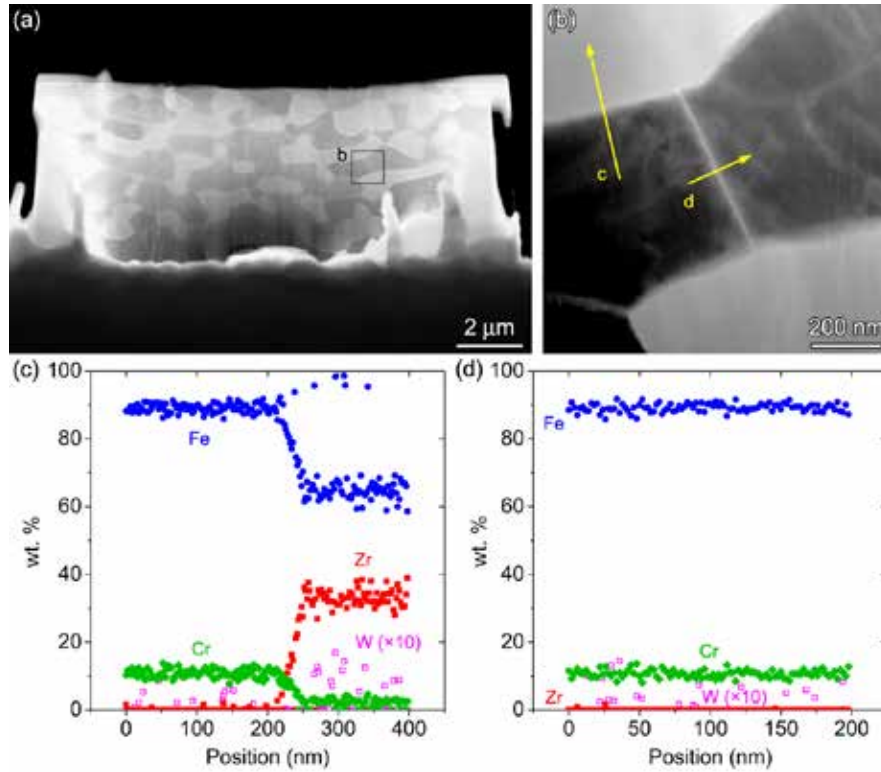 (a)
b
2 μm
(b)
c
d
200 nm
(c)
100
80
60
40
20
0
wt. %
Fe
Zr
Cr
W (×10)
0 100 200 300 400
Position (nm)
(d)
100
80
60
40
20
0
wt. %
Fe
Cr
Zr
W (×10)
0 50 100 150 200
Position (nm)